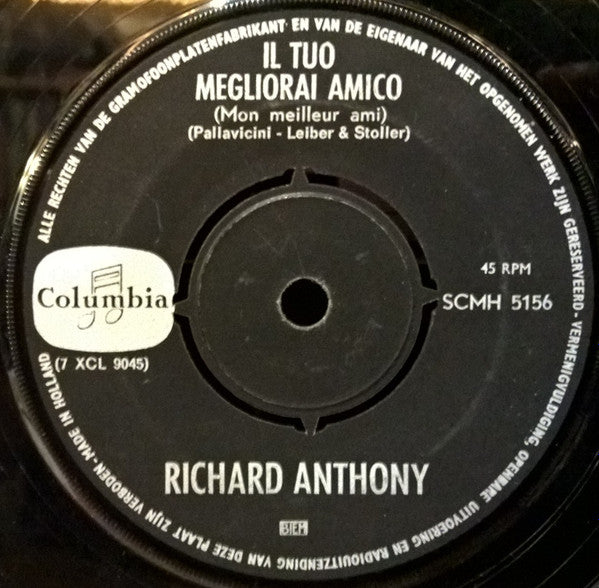 ALLE RECHTEN VAN DE GRAMOFOONPLATENFABRIKANT EN VAN DE EIGENAAR VAN HET OPGENOMEN WERK ZIJN GERESERVEERD - VERMENIGVULDIGING, OPENBARE UITVOERING EN RADIOUITZENDING VAN DEZE PLAAT ZIJN VERBODEN - MADE IN HOLLAND
IL TUO
MEGLIORAI AMICO
(Mon meilleur ami)
(Pallavicini - Leiber & Stoller)
45 RPM
Columbia
SCMH 5156
(7 XCL 9045)
RICHARD ANTHONY
BIEM